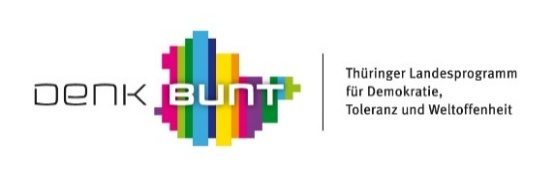 DENK BUNT
Thüringer Landesprogramm
für Demokratie,
Toleranz und Weltoffenheit